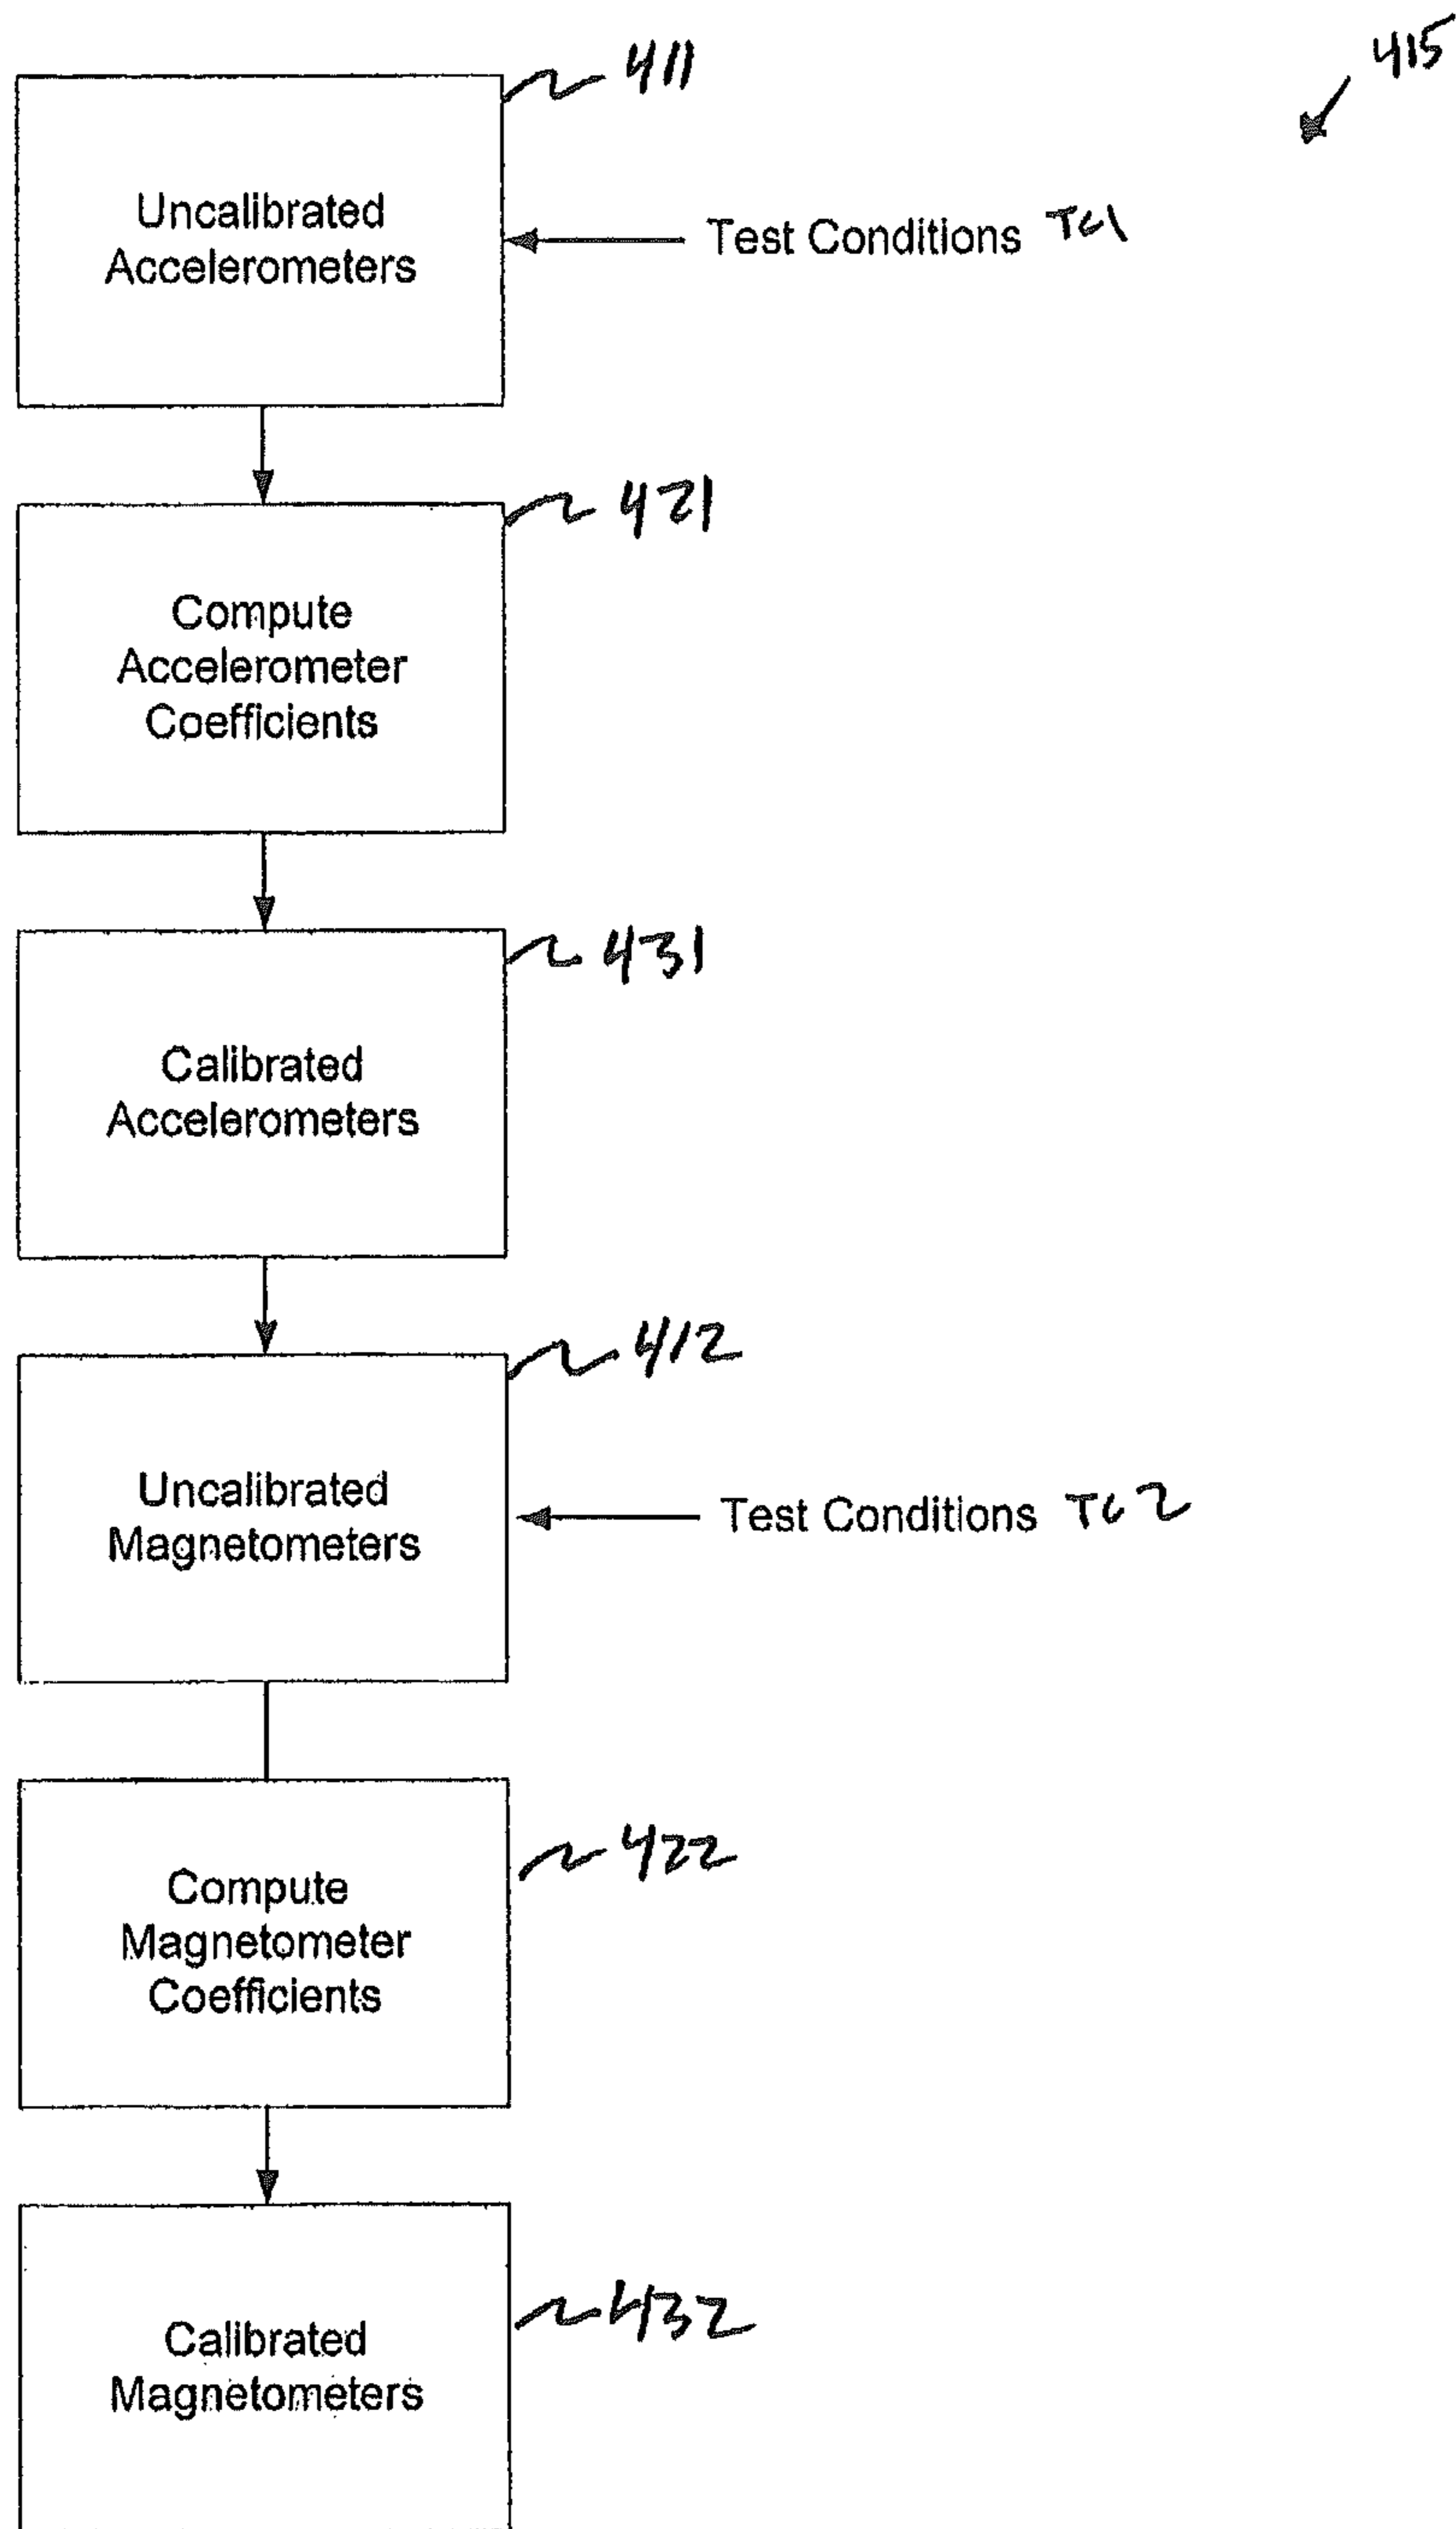 415
411
Uncalibrated
Accelerometers
Test Conditions TC1
421
Compute
Accelerometer
Coefficients
431
Calibrated
Accelerometers
412
Uncalibrated
Magnetometers
Test Conditions TC2
422
Compute
Magnetometer
Coefficients
432
Calibrated
Magnetometers